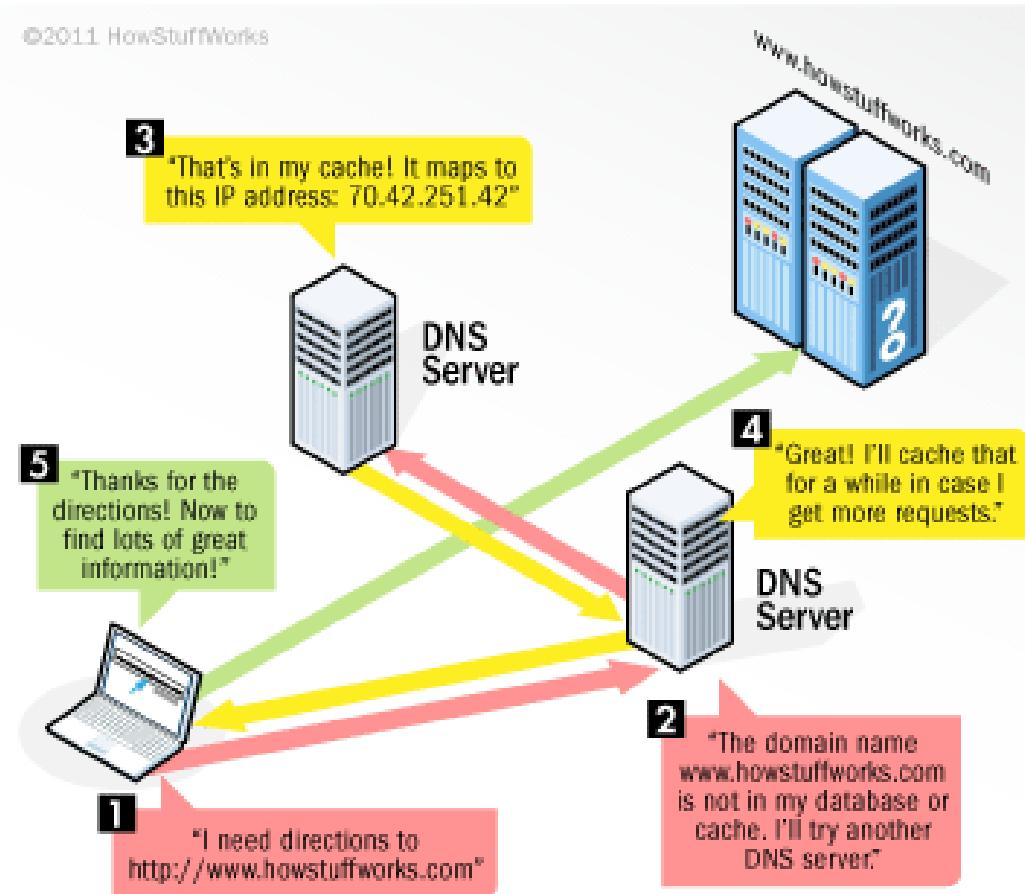 ©2011 HowStuffWorks
www.howstuffworks.com
3
"That's in my cache! It maps to
this IP address: 70.42.251.42"
DNS
Server
4
"Great! I'll cache that
for a while in case I
get more requests."
5
"Thanks for the
directions! Now to
find lots of great
information!"
DNS
Server
2
"The domain name
www.howstuffworks.com
is not in my database or
cache. I'll try another
DNS server."
1
"I need directions to
http://www.howstuffworks.com"